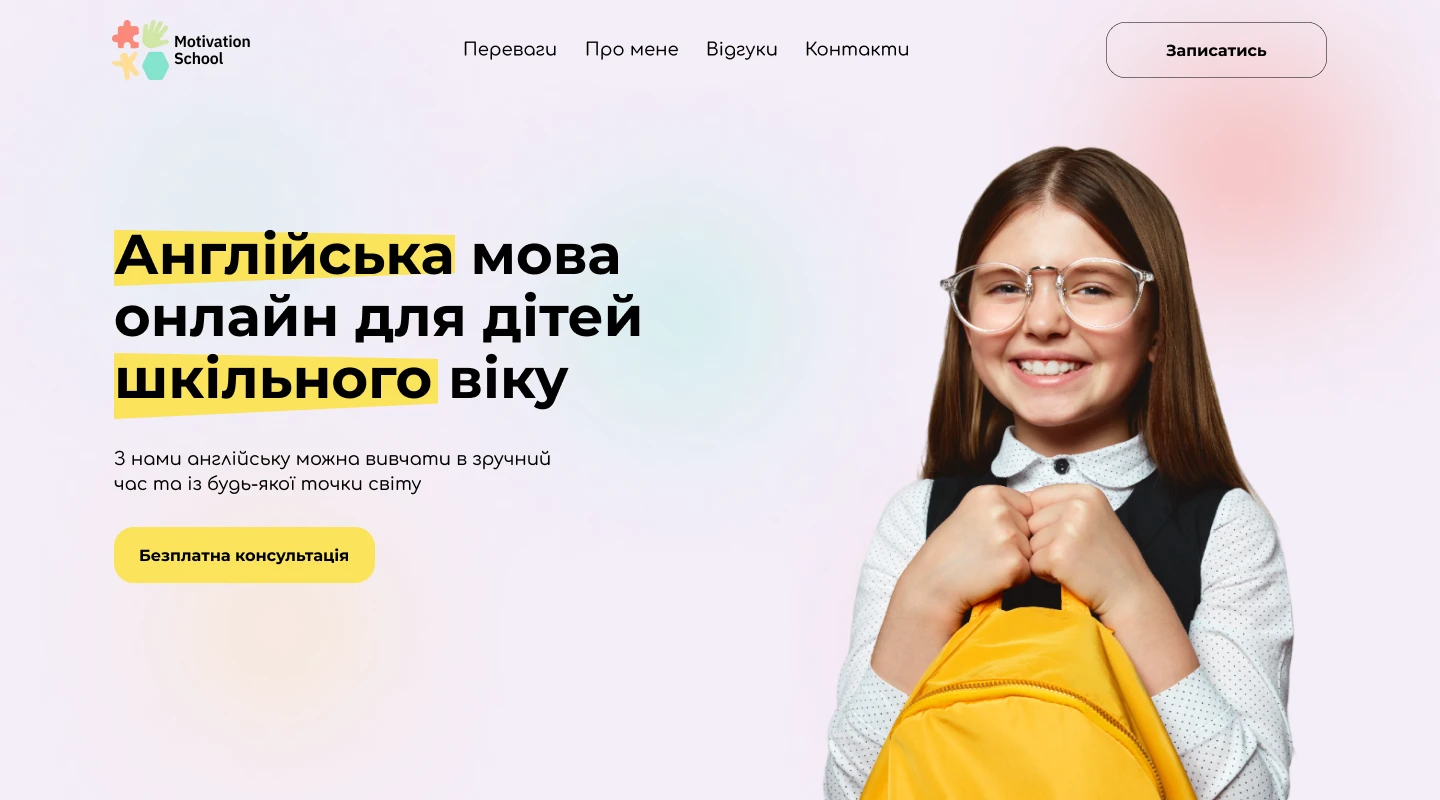 Motivation
School
Переваги
Про мене
Відгуки
Контакти
Записатись
Англійська мова
онлайн для дітей
шкільного віку
З нами англійську можна вивчати в зручний
час та із будь-якої точки світу
Безплатна консультація